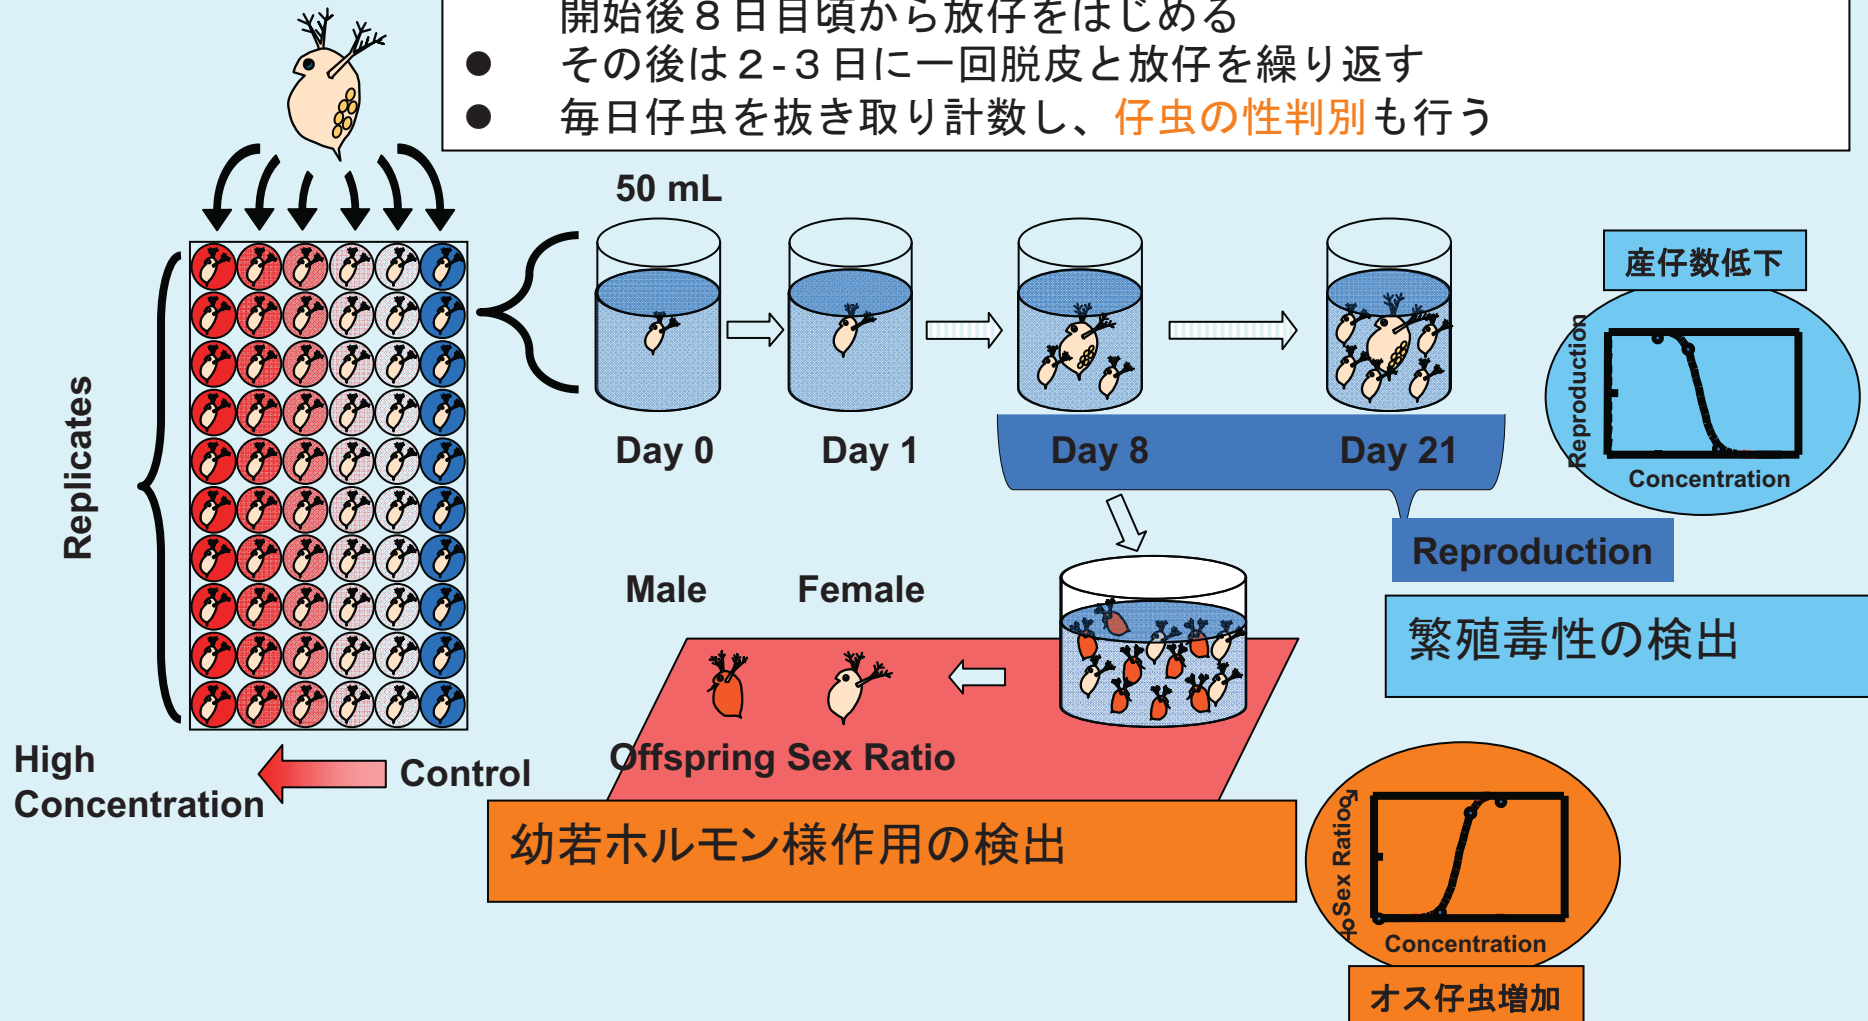 開始後８日目頃から放仔をはじめる
● その後は２-３日に一回脱皮と放仔を繰り返す
● 毎日仔虫を抜き取り計数し、仔虫の性判別も行う
50 mL
Replicates
Day 0
Day 1
Day 8
Day 21
産仔数低下
Reproduction
Concentration
Reproduction
繁殖毒性の検出
Male
Female
Offspring Sex Ratio
High
Concentration
Control
幼若ホルモン様作用の検出
♀Sex Ratio♂
Concentration
オス仔虫増加